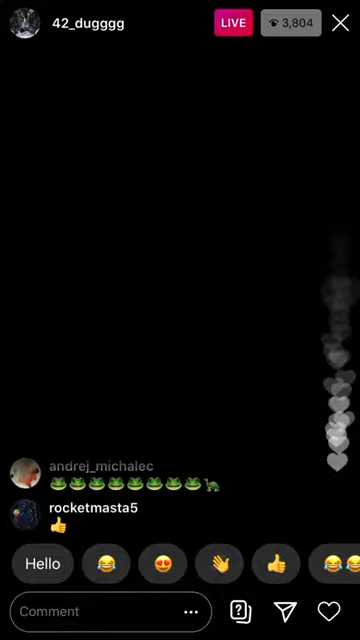 42_dugggg
LIVE
3,804
andrej_michalec
🐸🐸🐸🐸🐸🐸🐸🐸🐢
rocketmasta5
👍
Hello
😂
😍
👋
👍
😂😂
Comment